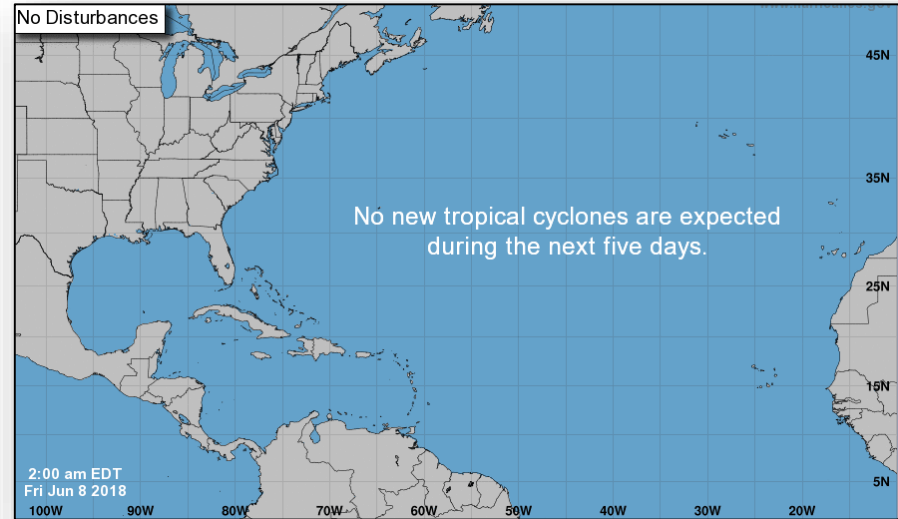 No Disturbances
45N
35N
No new tropical cyclones are expected
during the next five days.
25N
15N
2:00 am EDT
Fri Jun 8 2018
5N
100W 90W 80W 70W 60W 50W 40W 30W 20W